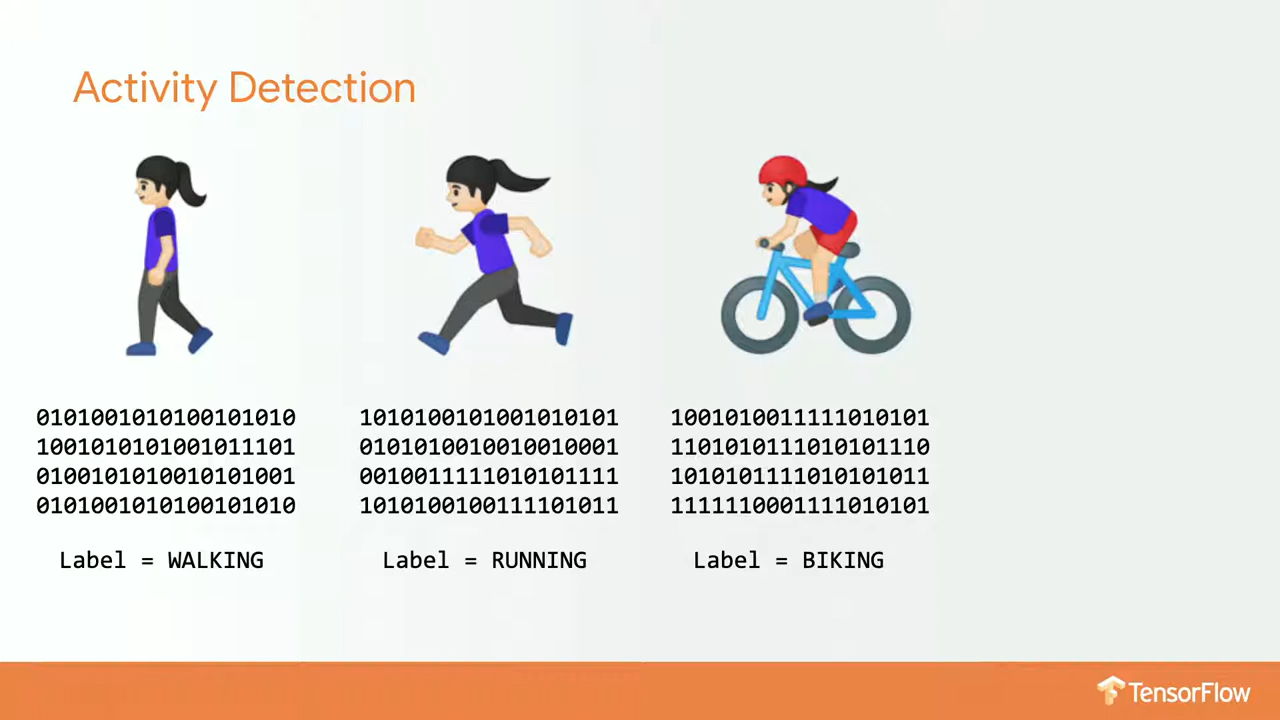 Activity Detection
0101001010100101010
1001010101001011101
0100101010010101001
0101001010100101010
Label = WALKING
1010100101001010101
0101010010010010001
0010011111010101111
1010100100111101011
Label = RUNNING
1001010011111010101
1101010111010101110
1010101111010101011
1111110001111010101
Label = BIKING
TensorFlow